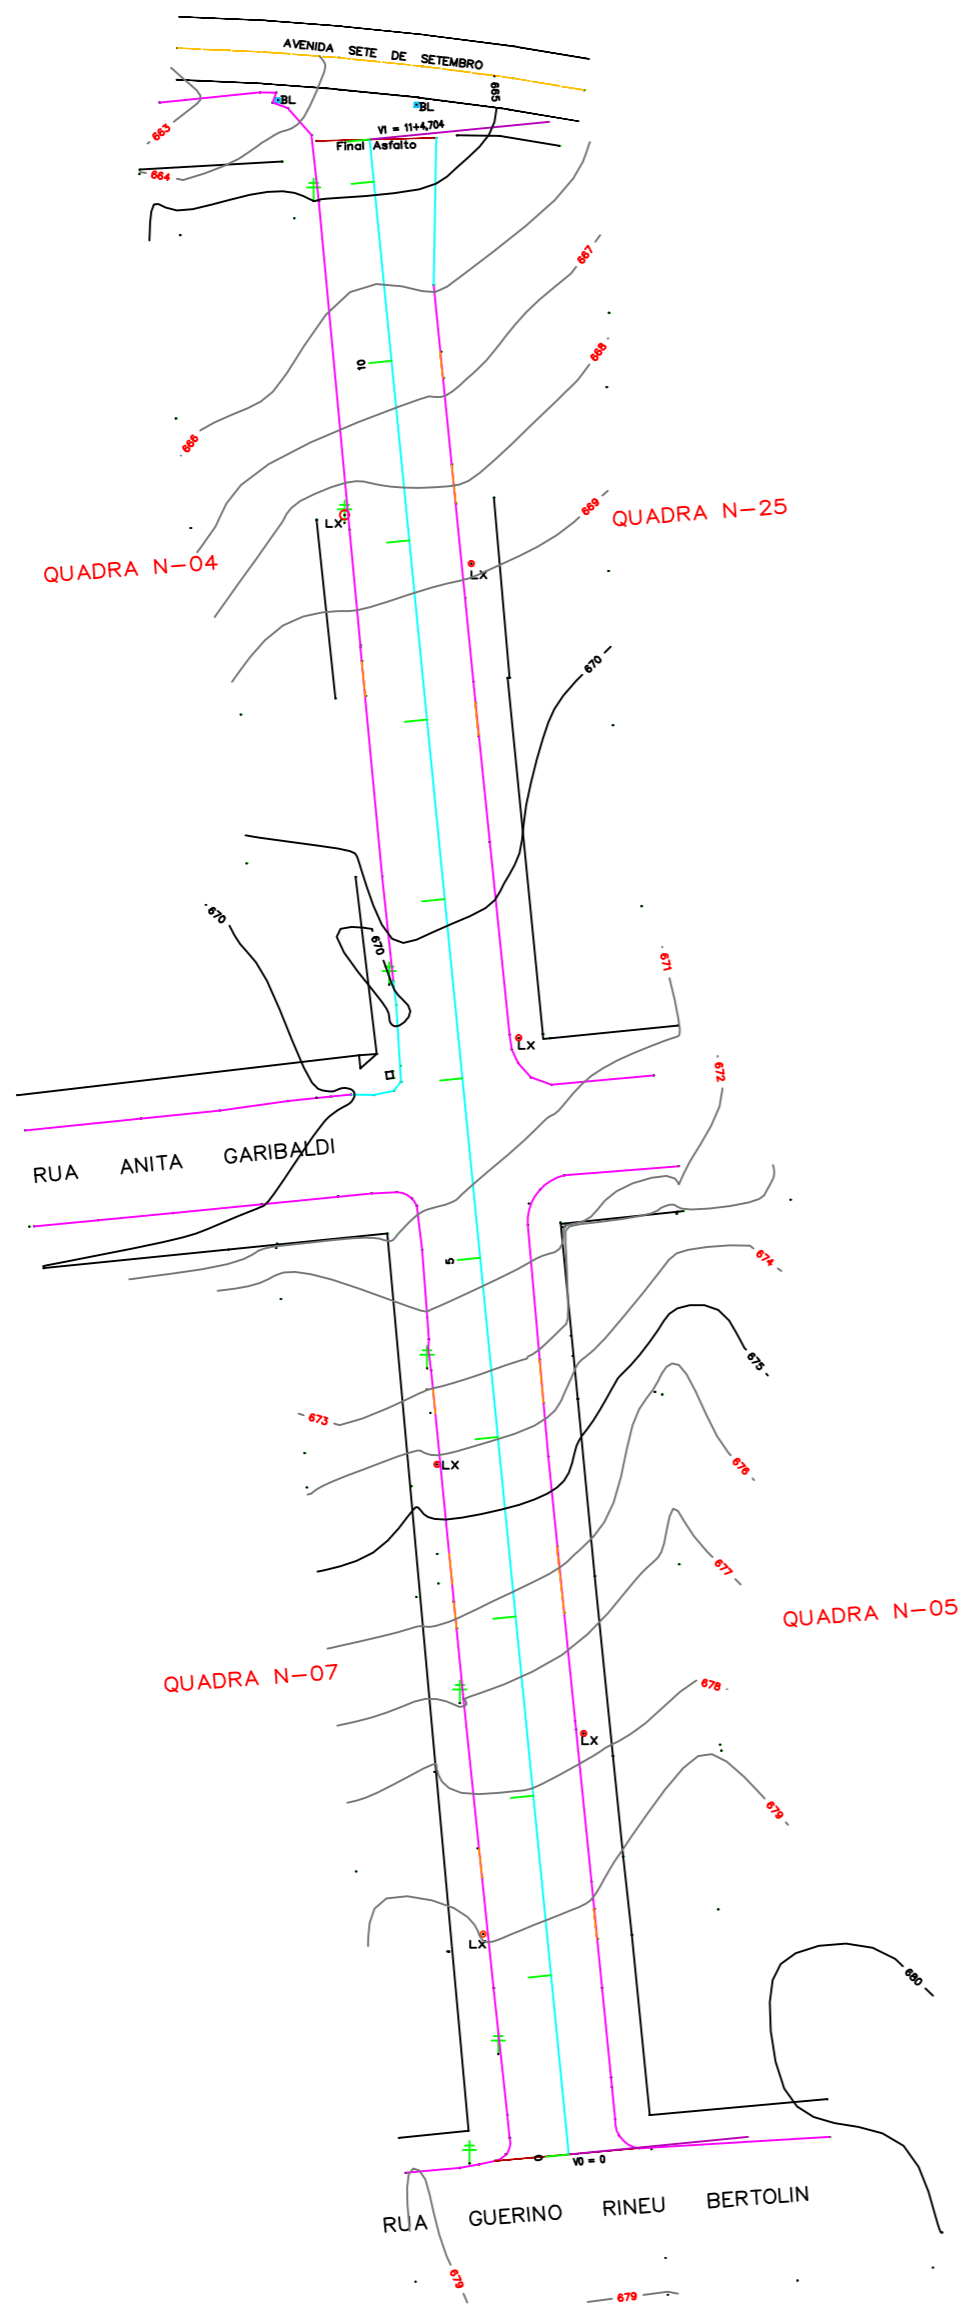 AVENIDA SETE DE SETEMBRO
665
BL
BL
V1 = 11+4,704
Final Asfalto
663
664
667
668
10
666
669
QUADRA N-25
LX
QUADRA N-04
LX
670
670
670
671
LX
672
RUA ANITA GARIBALDI
5
674
675
673
LX
676
677
QUADRA N-05
QUADRA N-07
678
LX
679
LX
680
0
V0 = 0
RUA GUERINO RINEU BERTOLIN
679
679